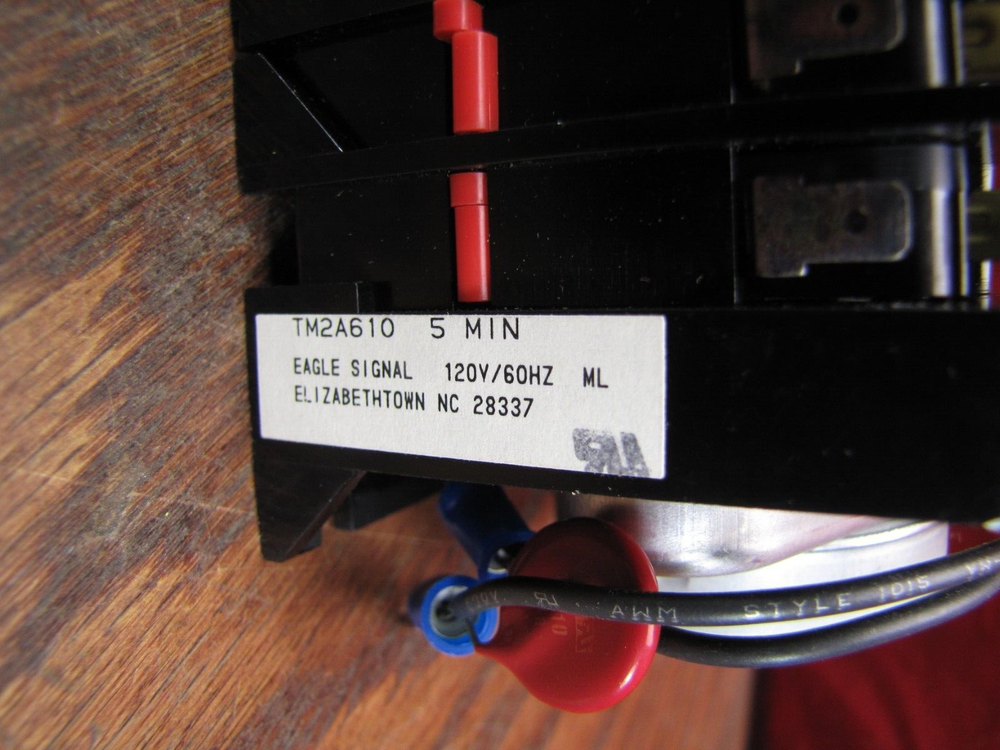 TM2A610 5 MIN
EAGLE SIGNAL 120V/60HZ ML
ELIZABETHTOWN NC 28337
AWM STYLE 1015